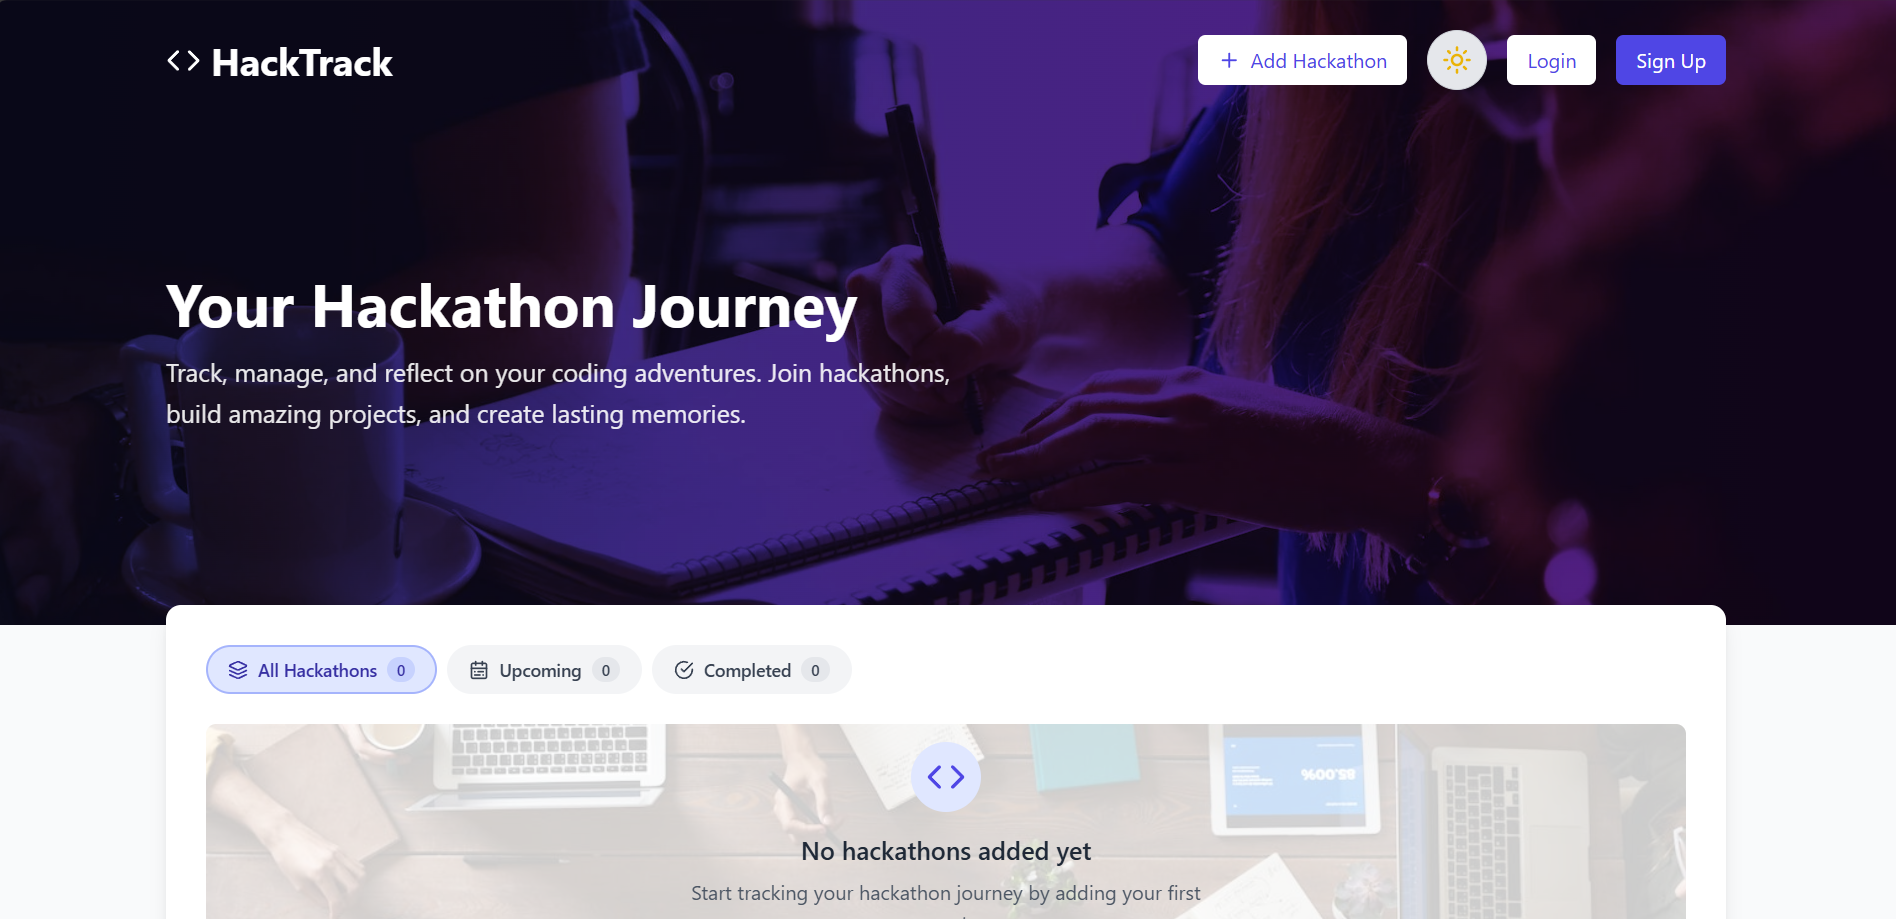 HackTrack
Add Hackathon
Login
Sign Up
Your Hackathon Journey
Track, manage, and reflect on your coding adventures. Join hackathons,
build amazing projects, and create lasting memories.
All Hackathons 0
Upcoming 0
Completed 0
85.00%
No hackathons added yet
Start tracking your hackathon journey by adding your first